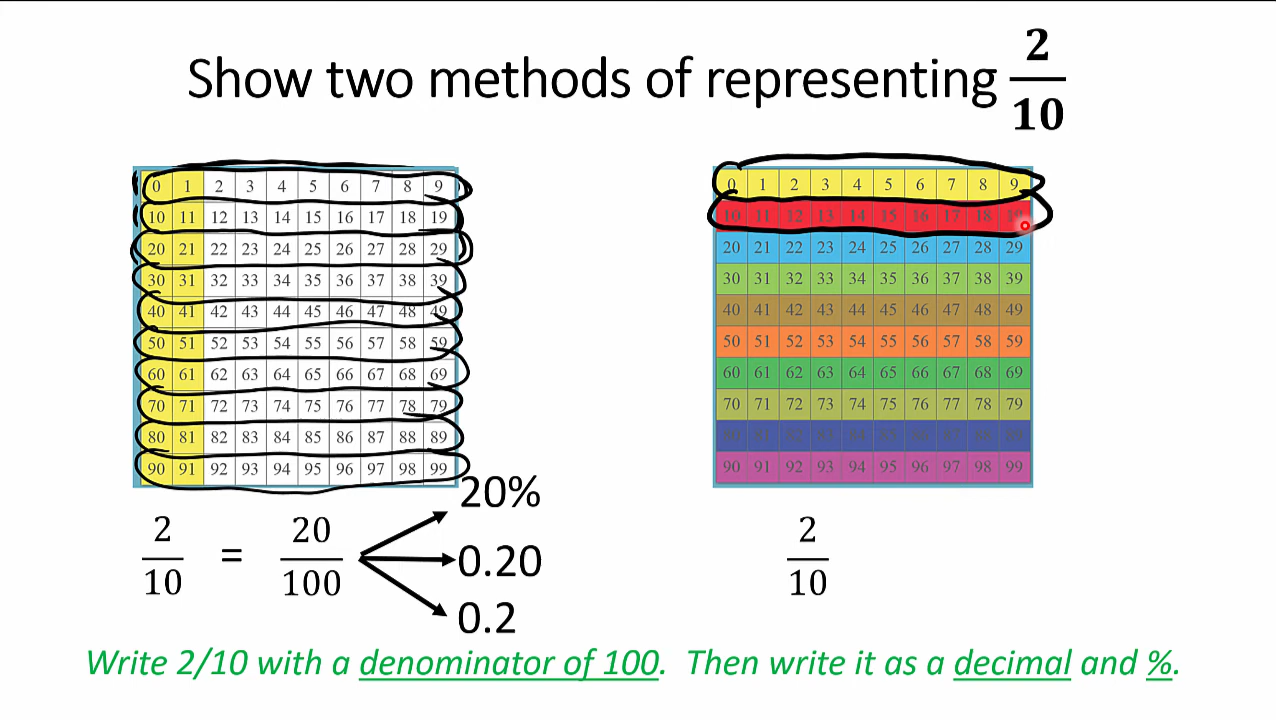 Show two methods of representing 2/10
0 1 2 3 4 5 6 7 8 9
10 11 12 13 14 15 16 17 18 19
20 21 22 23 24 25 26 27 28 29
30 31 32 33 34 35 36 37 38 39
40 41 42 43 44 45 46 47 48 49
50 51 52 53 54 55 56 57 58 59
60 61 62 63 64 65 66 67 68 69
70 71 72 73 74 75 76 77 78 79
80 81 82 83 84 85 86 87 88 89
90 91 92 93 94 95 96 97 98 99
2/10 = 20/100
20%
0.20
0.2
0 1 2 3 4 5 6 7 8 9
10 11 12 13 14 15 16 17 18 19
20 21 22 23 24 25 26 27 28 29
30 31 32 33 34 35 36 37 38 39
40 41 42 43 44 45 46 47 48 49
50 51 52 53 54 55 56 57 58 59
60 61 62 63 64 65 66 67 68 69
70 71 72 73 74 75 76 77 78 79
80 81 82 83 84 85 86 87 88 89
90 91 92 93 94 95 96 97 98 99
2/10
Write 2/10 with a denominator of 100. Then write it as a decimal and %.